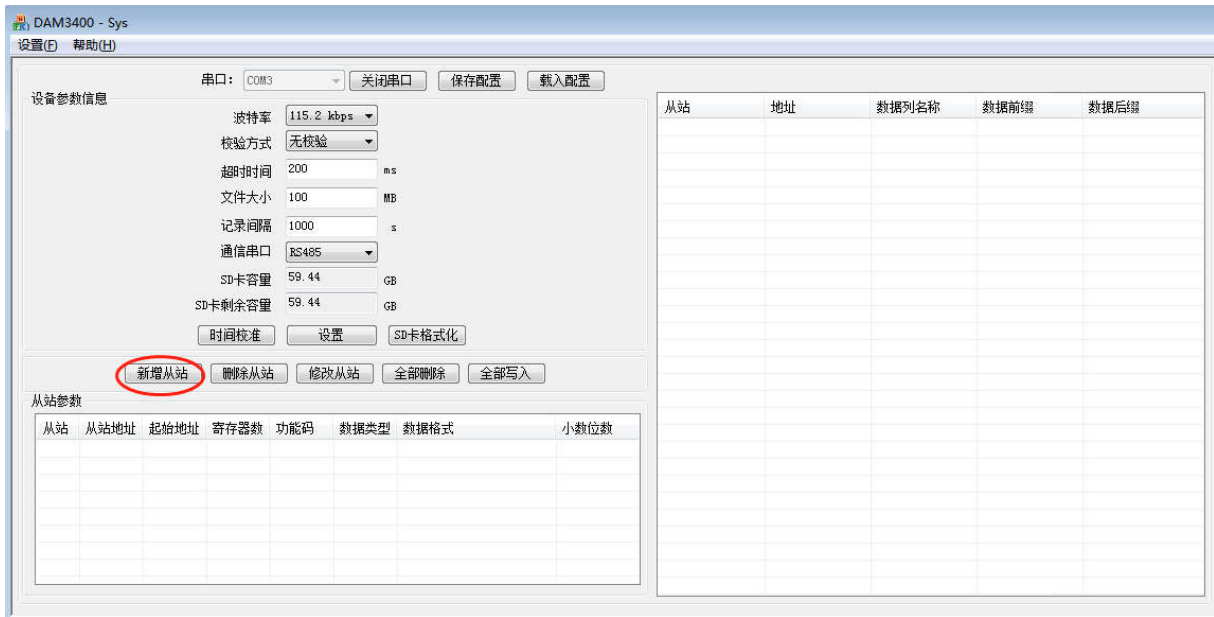 DAM3400 - Sys
设置(F) 帮助(H)
串口： COM3 关闭串口 保存配置 载入配置
设备参数信息
波特率 115.2 kbps
校验方式 无校验
超时时间 200 ms
文件大小 100 MB
记录间隔 1000 s
通信串口 RS485
SD卡容量 59.44 GB
SD卡剩余容量 59.44 GB
时间校准 设置 SD卡格式化
新增从站 删除从站 修改从站 全部删除 全部写入
从站参数
从站 从站地址 起始地址 寄存器数 功能码 数据类型 数据格式 小数位数
从站 地址 数据列名称 数据前缀 数据后缀